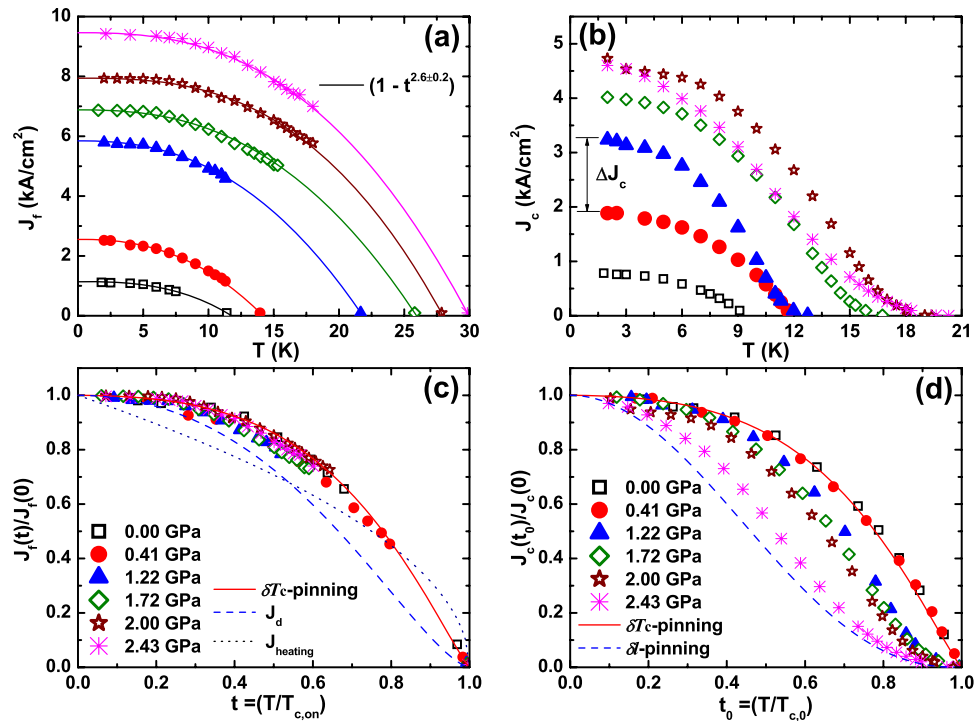 (a)
J_f (kA/cm²)
10
8
6
4
2
0
(1 - t^2.6±0.2)
0 5 10 15 20 25 30
T (K)
(b)
J_c (kA/cm²)
5
4
3
2
1
0
ΔJ_c
0 3 6 9 12 15 18 21
T (K)
(c)
J_f(t)/J_f(0)
1.0
0.8
0.6
0.4
0.2
0.0
0.00 GPa
0.41 GPa
1.22 GPa
1.72 GPa
2.00 GPa
2.43 GPa
δTc-pinning
J_d
J_heating
0.0 0.2 0.4 0.6 0.8 1.0
t =(T/T_c,on)
(d)
J_c(t_0)/J_c(0)
1.0
0.8
0.6
0.4
0.2
0.0
0.00 GPa
0.41 GPa
1.22 GPa
1.72 GPa
2.00 GPa
2.43 GPa
δTc-pinning
δl-pinning
0.0 0.2 0.4 0.6 0.8 1.0
t_0 =(T/T_c,0)